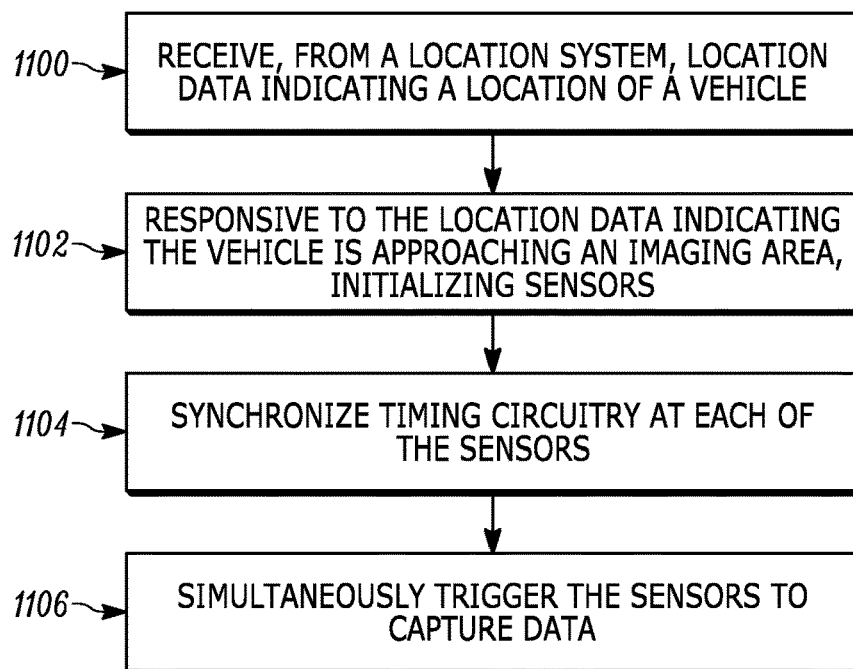 1100
RECEIVE, FROM A LOCATION SYSTEM, LOCATION
DATA INDICATING A LOCATION OF A VEHICLE
1102
RESPONSIVE TO THE LOCATION DATA INDICATING
THE VEHICLE IS APPROACHING AN IMAGING AREA,
INITIALIZING SENSORS
1104
SYNCHRONIZE TIMING CIRCUITRY AT EACH OF
THE SENSORS
1106
SIMULTANEOUSLY TRIGGER THE SENSORS TO
CAPTURE DATA